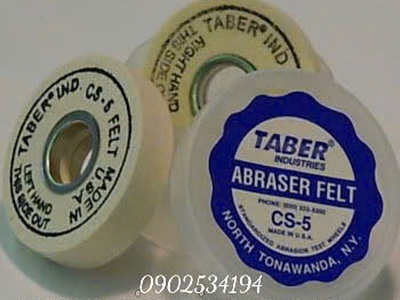 TABER® IND. CS-5 FELT MADE IN U.S.A.
LEFT HAND
THIS SIDE OUT
TABER® IND.
RIGHT HAND
THIS SIDE
TABER®
INDUSTRIES
ABRASER FELT
CS-5
MADE IN U.S.A.
STANDARDIZED ABRASION TEST WHEELS
NORTH TONAWANDA, N.Y.
0902534194